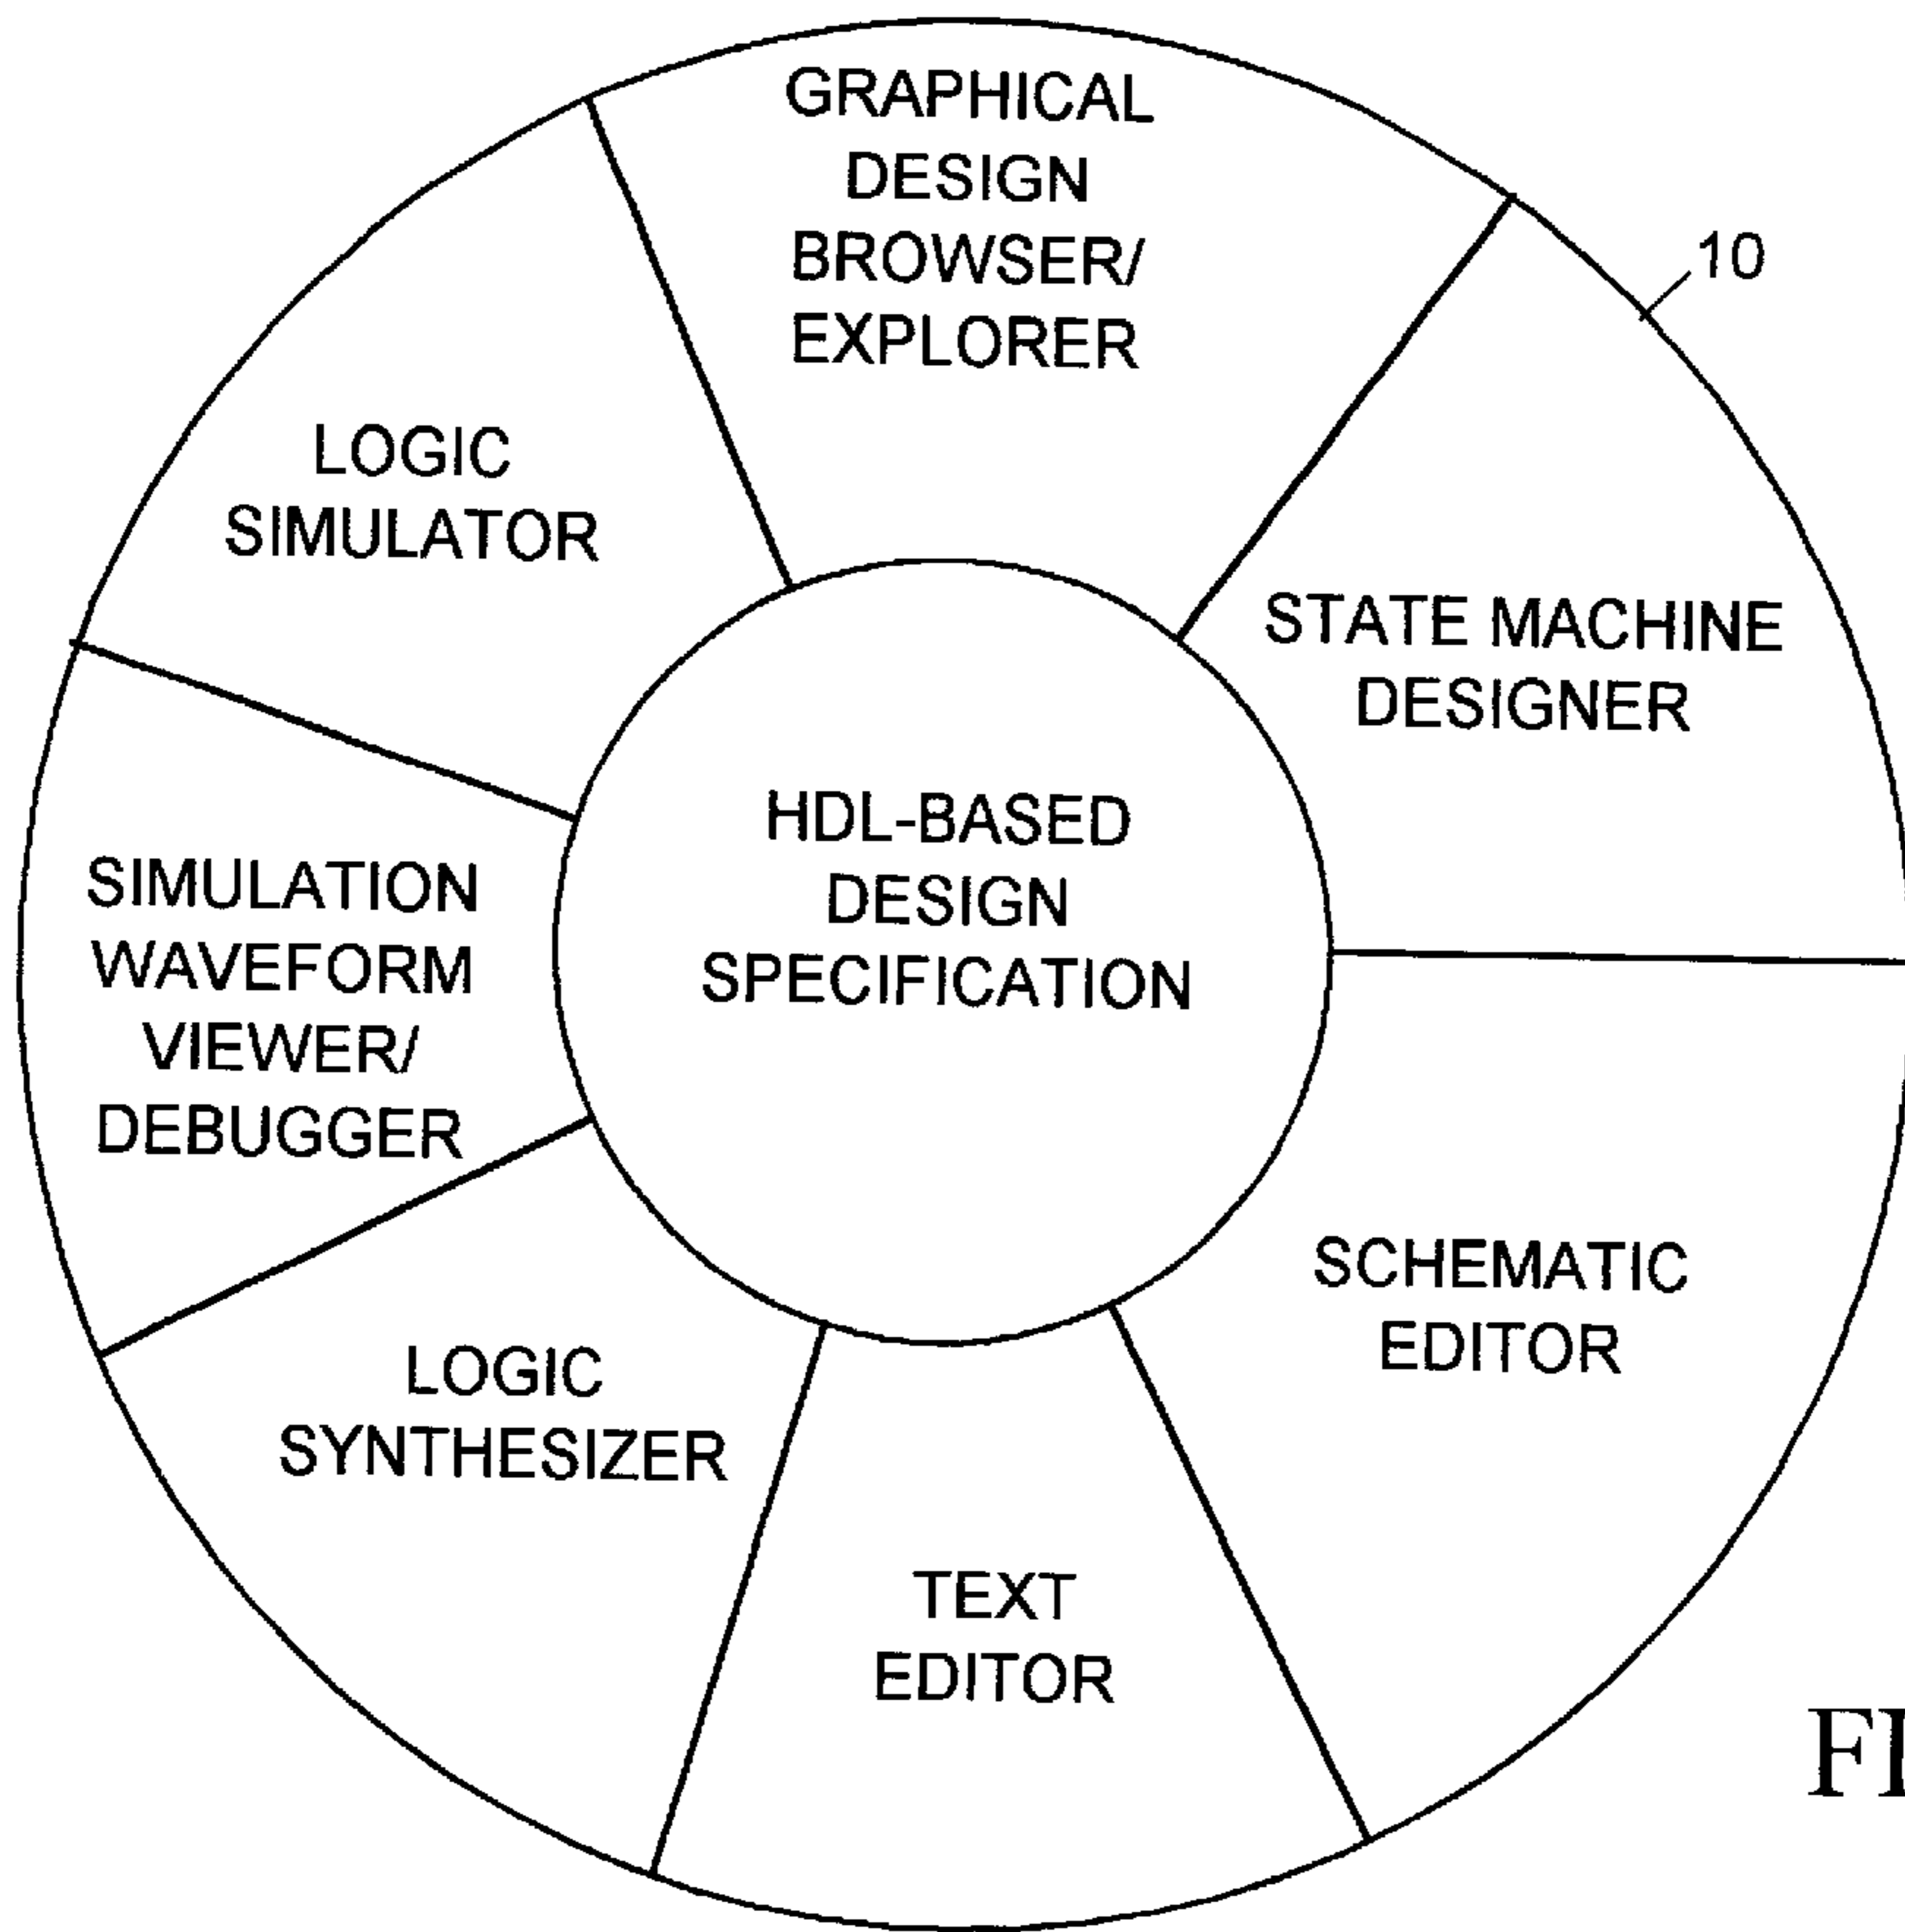 GRAPHICAL
DESIGN
BROWSER/
EXPLORER
10
LOGIC
SIMULATOR
STATE MACHINE
DESIGNER
HDL-BASED
DESIGN
SPECIFICATION
SIMULATION
WAVEFORM
VIEWER/
DEBUGGER
SCHEMATIC
EDITOR
LOGIC
SYNTHESIZER
TEXT
EDITOR